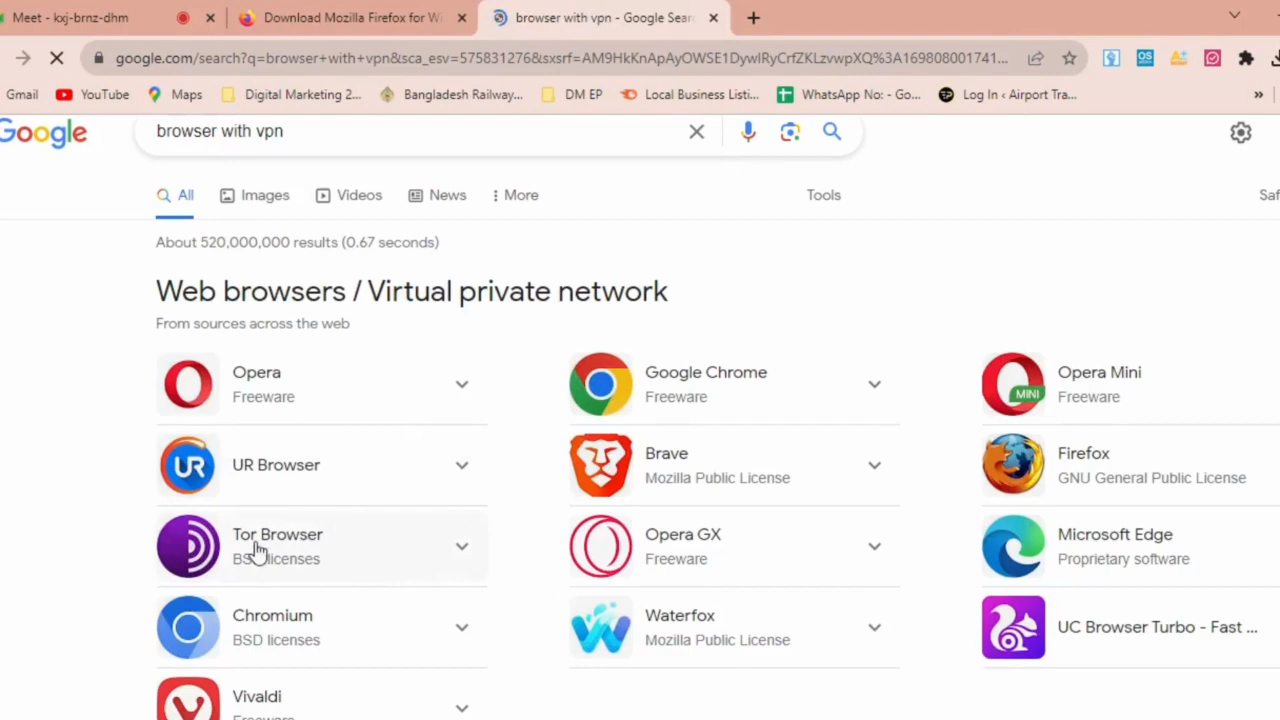 Meet - kxj-brnz-dhm
Download Mozilla Firefox for Wi
browser with vpn - Google Sear
google.com/search?q=browser+with+vpn&sca_esv=575831276&sxsrf=AM9HkKnApAyOWSE1DywIRyCrfZKLzvwpXQ%3A169808001741...
Gmail
YouTube
Maps
Digital Marketing 2...
Bangladesh Railway...
DM EP
Local Business Listi...
WhatsApp No: - Go...
Log In ‹ Airport Tra...
»
Google
browser with vpn
All
Images
Videos
News
More
Tools
Saf
About 520,000,000 results (0.67 seconds)
Web browsers / Virtual private network
From sources across the web
Opera
Freeware
Google Chrome
Freeware
Opera Mini
Freeware
MINI
UR
UR Browser
Brave
Mozilla Public License
Firefox
GNU General Public License
Tor Browser
BSD licenses
Opera GX
Freeware
Microsoft Edge
Proprietary software
Chromium
BSD licenses
Waterfox
Mozilla Public License
UC Browser Turbo - Fast ...
Vivaldi
Freeware